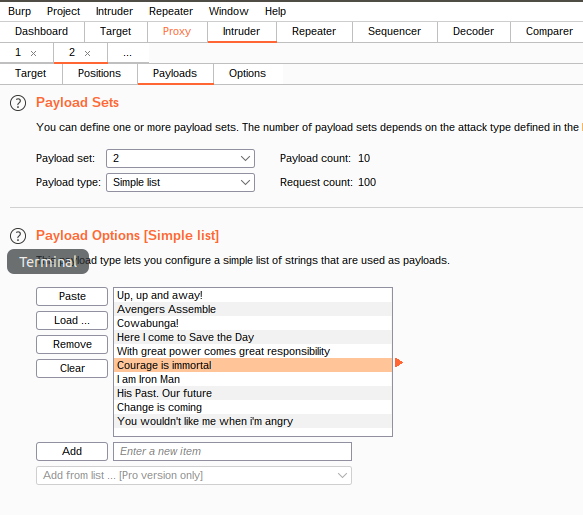 Burp Project Intruder Repeater Window Help
Dashboard Target Proxy Intruder Repeater Sequencer Decoder Comparer
1 × 2 × ...
Target Positions Payloads Options
? Payload Sets
You can define one or more payload sets. The number of payload sets depends on the attack type defined in the
Payload set: 2 Payload count: 10
Payload type: Simple list Request count: 100
? Payload Options [Simple list]
Terminal
load type lets you configure a simple list of strings that are used as payloads.
Paste
Load ...
Remove
Clear
Up, up and away!
Avengers Assemble
Cowabunga!
Here I come to Save the Day
With great power comes great responsibility
Courage is immortal
I am Iron Man
His Past. Our future
Change is coming
You wouldn't like me when i'm angry
Add Enter a new item
Add from list ... [Pro version only]